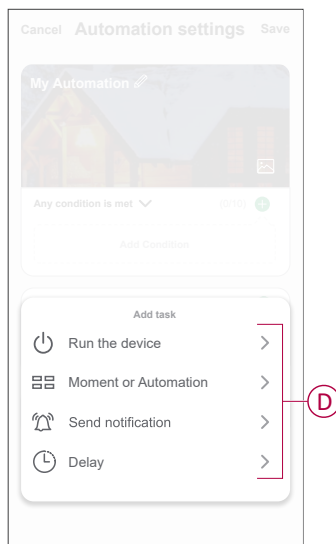 Cancel Automation settings Save
My Automation
Any condition is met (0/10)
Add Condition
Add task
Run the device
Moment or Automation
Send notification
Delay
D